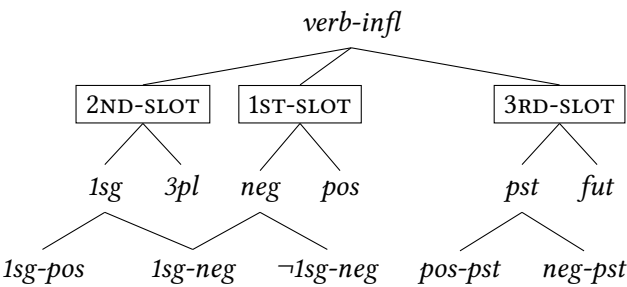 verb-infl
2ND-SLOT 1ST-SLOT 3RD-SLOT
1sg 3pl neg pos pst fut
1sg-pos 1sg-neg ¬1sg-neg pos-pst neg-pst